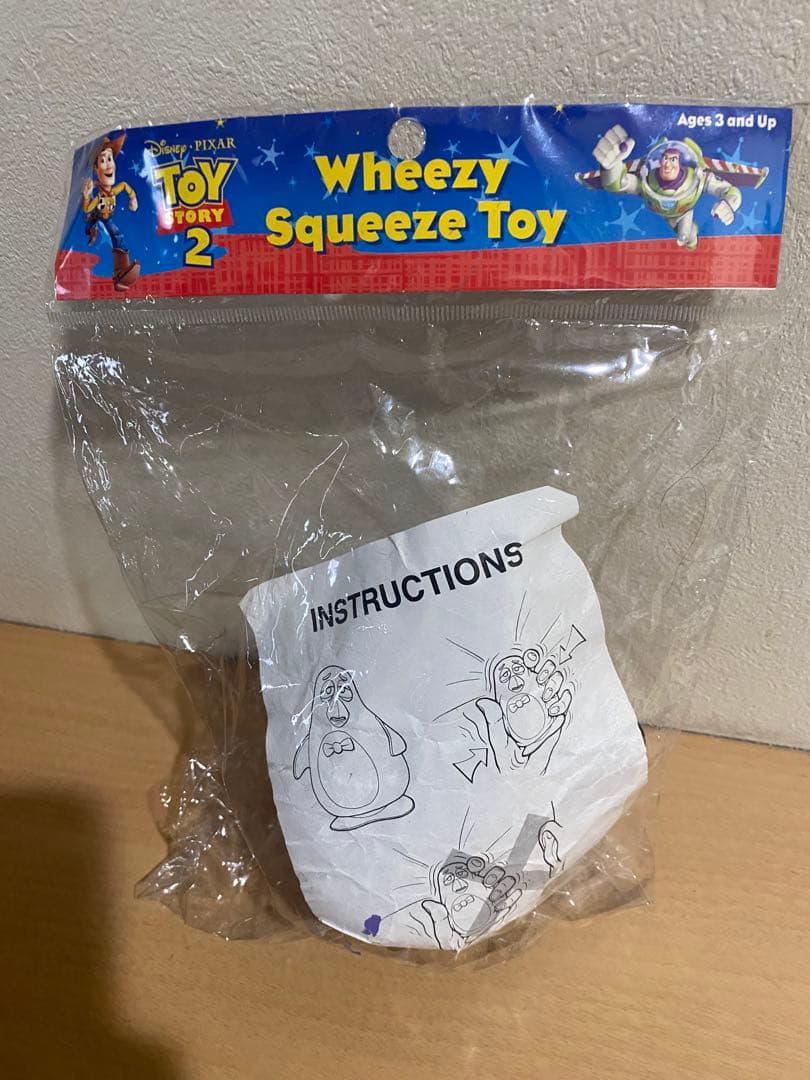 Ages 3 and Up
Disney · PIXAR
TOY
STORY
2
Wheezy
Squeeze Toy
INSTRUCTIONS